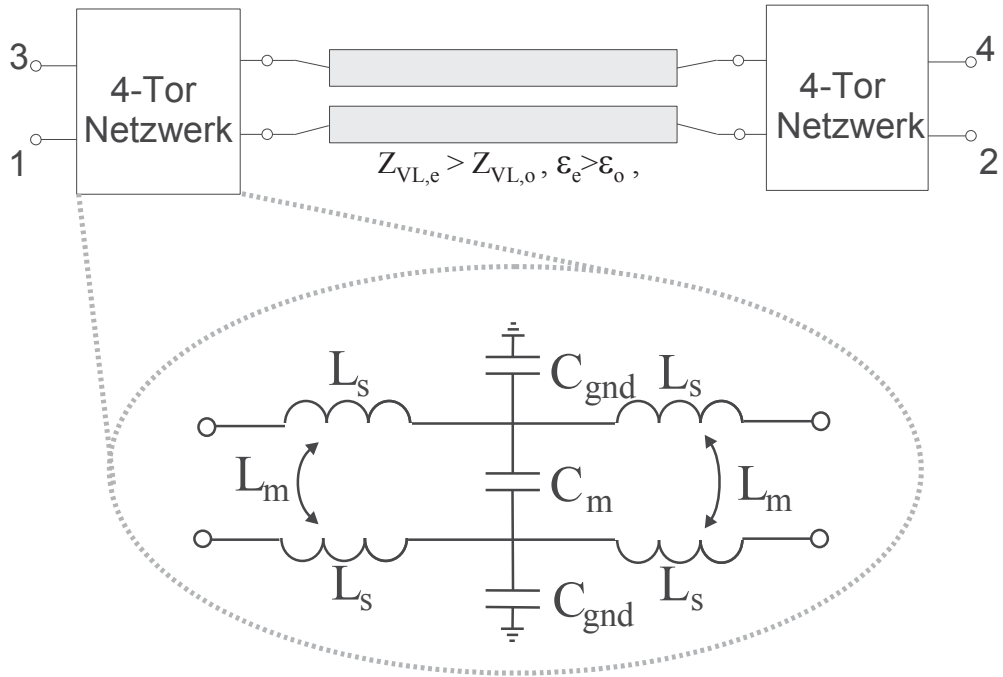 3
1
4-Tor
Netzwerk
4-Tor
Netzwerk
4
2
Z_VL,e > Z_VL,o , ε_e>ε_o ,
L_s
C_gnd
L_s
L_m
C_m
L_m
L_s
C_gnd
L_s